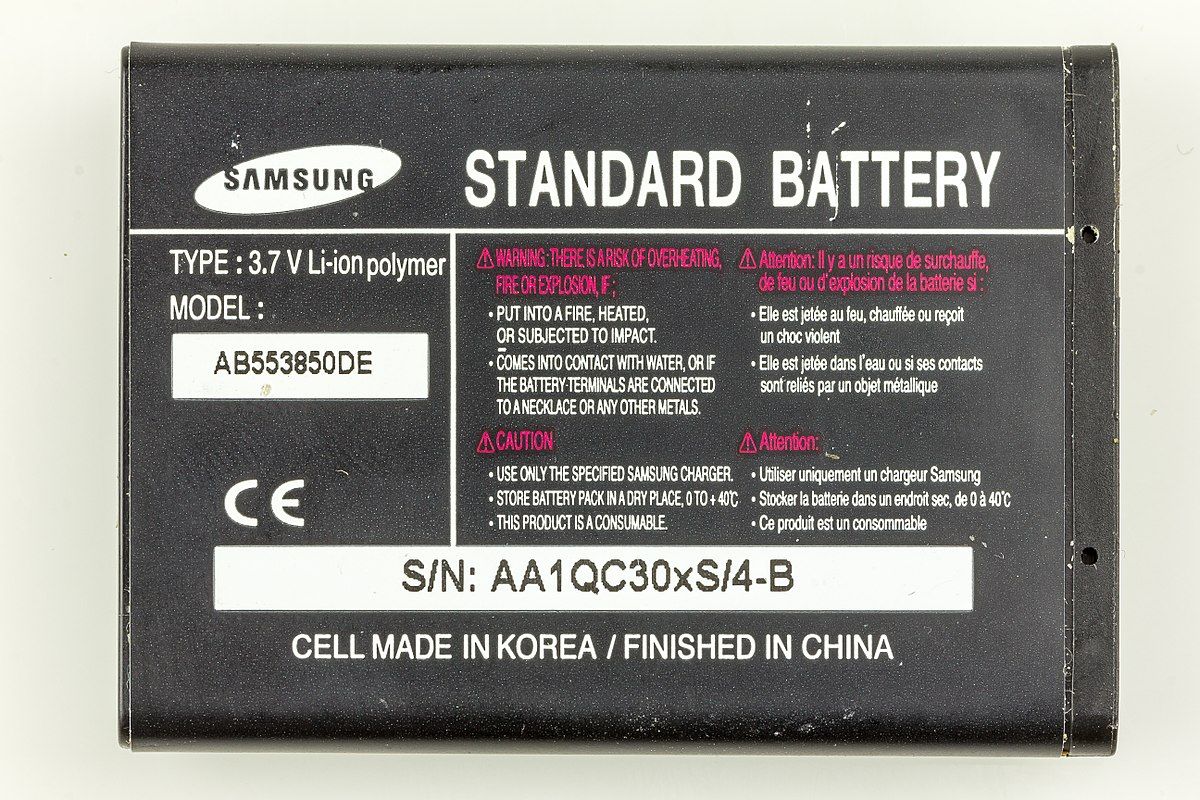 SAMSUNG
STANDARD BATTERY
TYPE : 3.7 V Li-ion polymer
MODEL :
AB553850DE
CE
⚠ WARNING: THERE IS A RISK OF OVERHEATING,
FIRE OR EXPLOSION, IF ;
• PUT INTO A FIRE, HEATED,
OR SUBJECTED TO IMPACT.
• COMES INTO CONTACT WITH WATER, OR IF
THE BATTERY-TERMINALS ARE CONNECTED
TO A NECKLACE OR ANY OTHER METALS.
⚠ CAUTION
• USE ONLY THE SPECIFIED SAMSUNG CHARGER.
• STORE BATTERY PACK IN A DRY PLACE, 0 TO + 40℃
• THIS PRODUCT IS A CONSUMABLE.
⚠ Attention: Il y a un risque de surchauffe,
de feu ou d'explosion de la batterie si :
• Elle est jetée au feu, chauffée ou reçoit
un choc violent
• Elle est jetée dans l'eau ou si ses contacts
sont reliés par un objet métallique
⚠ Attention:
• Utiliser uniquement un chargeur Samsung
• Stocker la batterie dans un endroit sec, de 0 à 40℃
• Ce produit est un consommable
S/N: AA1QC30xS/4-B
CELL MADE IN KOREA / FINISHED IN CHINA